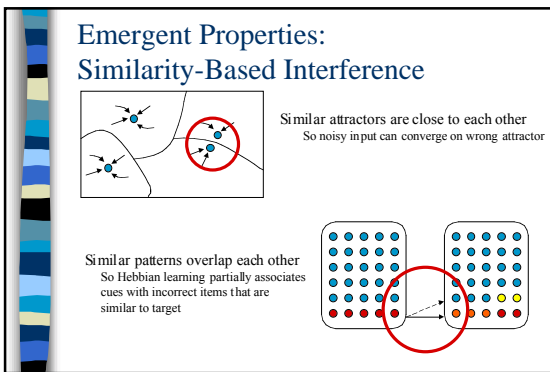 Emergent Properties:
Similarity-Based Interference
Similar attractors are close to each other
So noisy input can converge on wrong attractor
Similar patterns overlap each other
So Hebbian learning partially associates
cues with incorrect items that are
similar to target